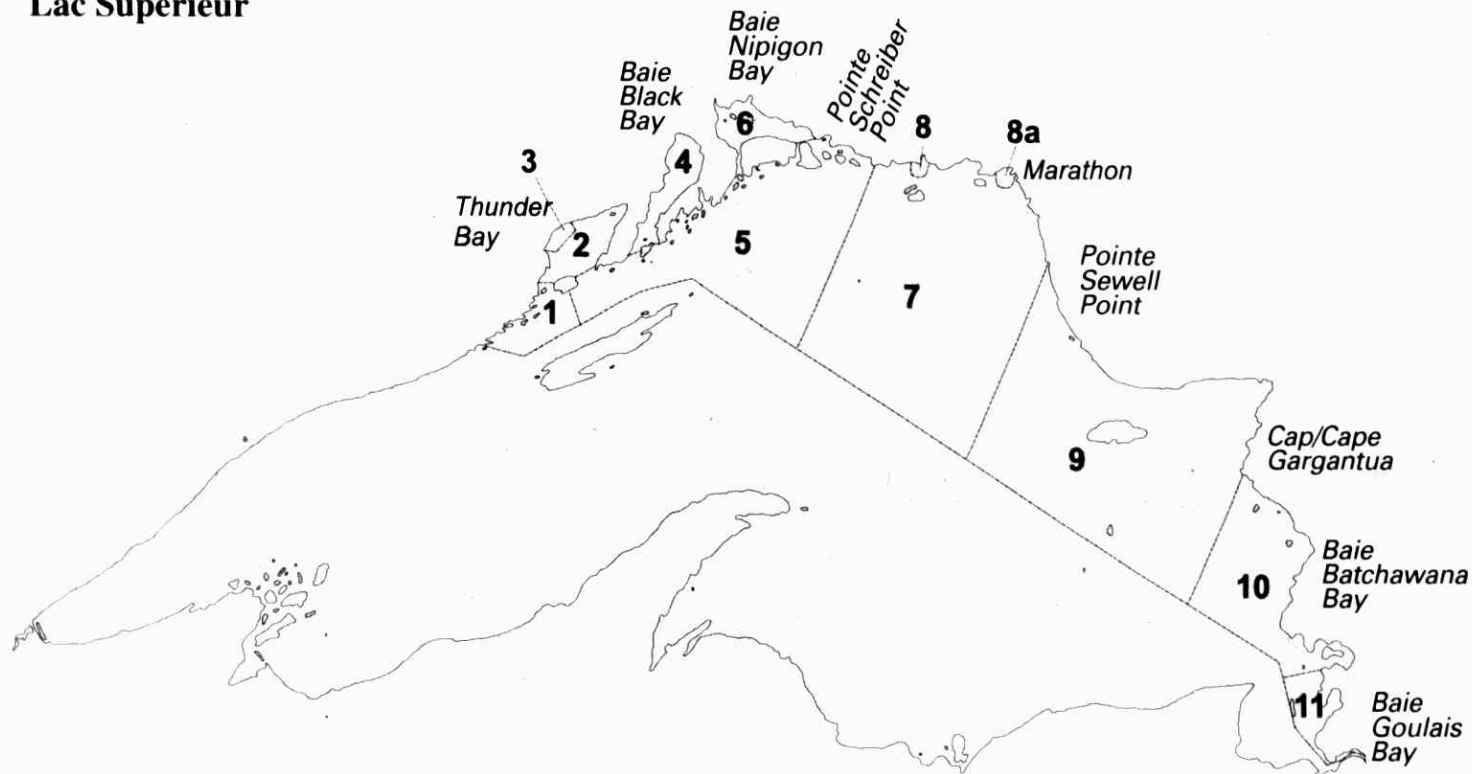 Lac Supérieur
Baie
Nipigon
Bay
Pointe
Schreiber
Point
Baie
Black
Bay
6
8
8a
3
4
Marathon
Thunder
Bay
2
5
Pointe
Sewell
Point
7
1
Cap/Cape
Gargantua
9
Baie
Batchawana
Bay
10
11
Baie
Goulais
Bay